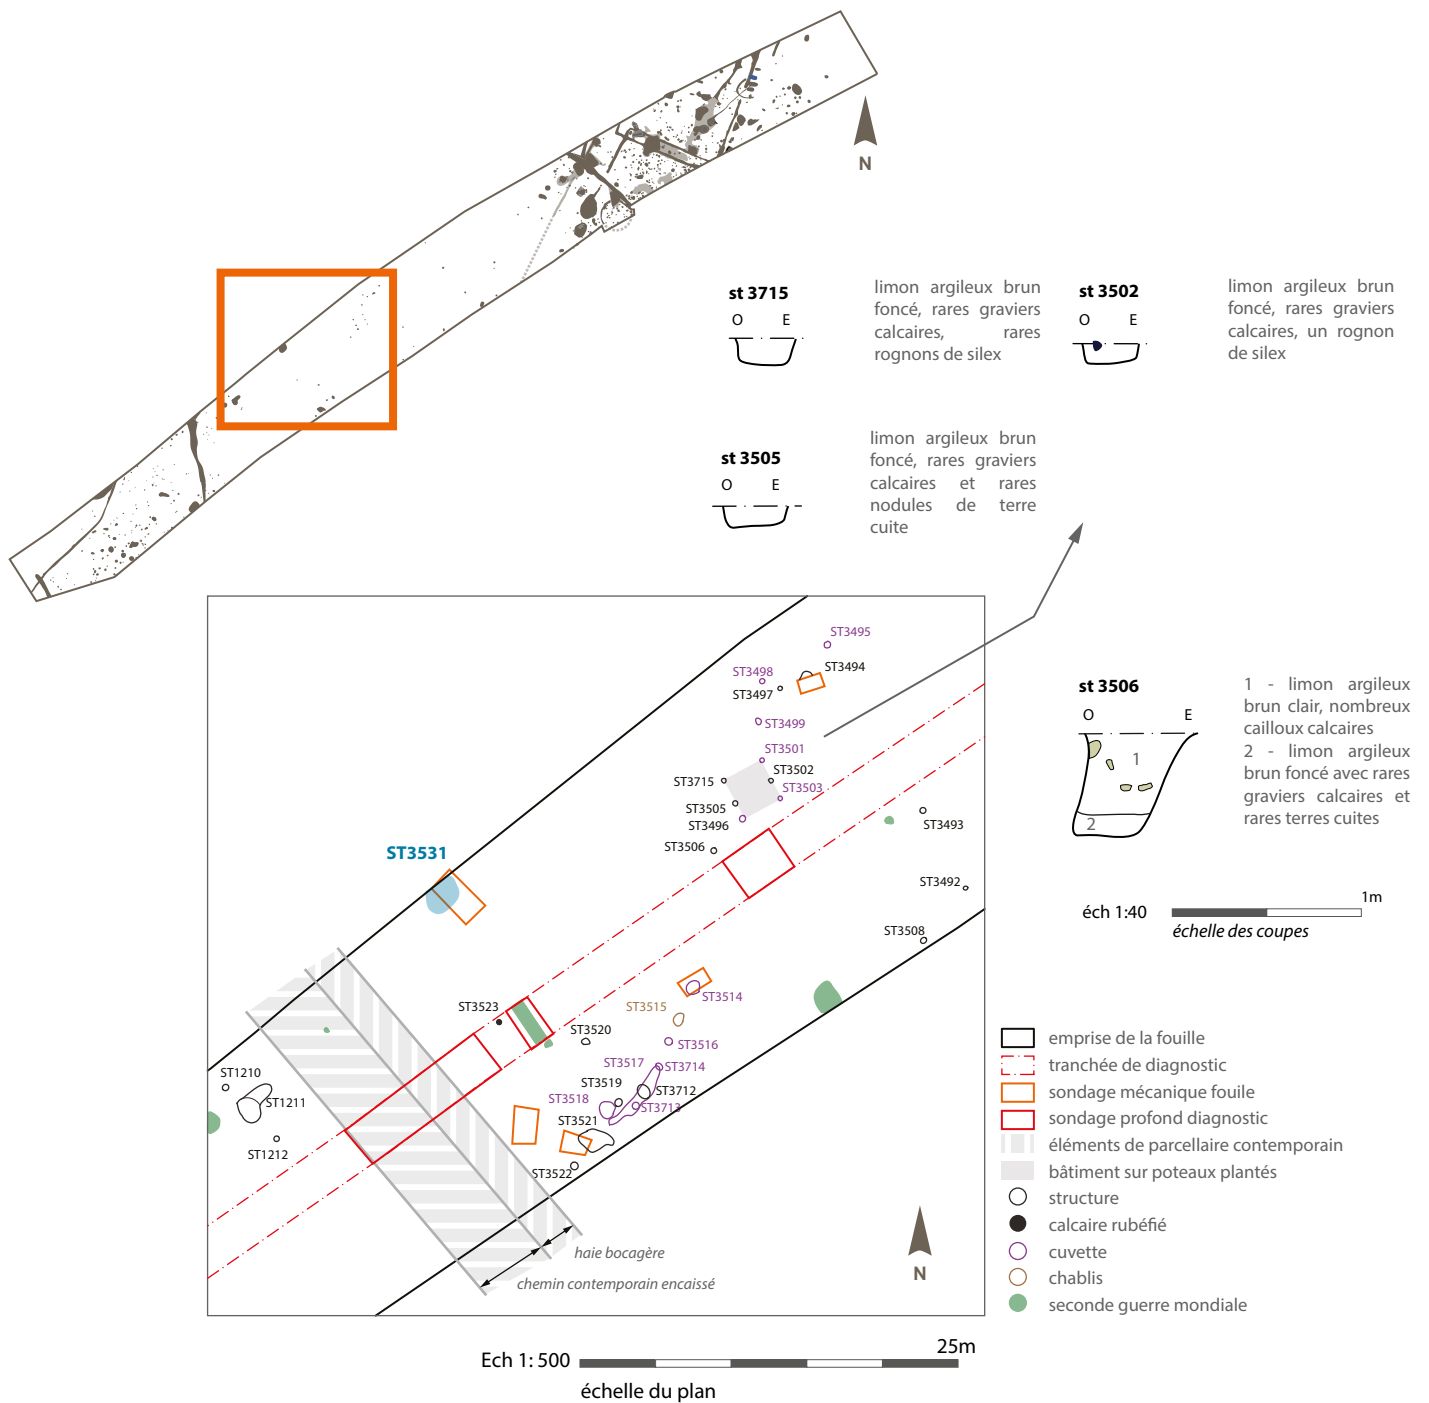 N
st 3715
O E
limon argileux brun
foncé, rares graviers
calcaires, rares
rognons de silex
st 3502
O E
limon argileux brun
foncé, rares graviers
calcaires, un rognon
de silex
st 3505
O E
limon argileux brun
foncé, rares graviers
calcaires et rares
nodules de terre
cuite
st 3506
O E
1
2
1 - limon argileux
brun clair, nombreux
cailloux calcaires
2 - limon argileux
brun foncé avec rares
graviers calcaires et
rares terres cuites
éch 1:40
1m
échelle des coupes
ST3495
ST3494
ST3498
ST3497
ST3499
ST3501
ST3715
ST3502
ST3503
ST3505
ST3496
ST3506
ST3493
ST3531
ST3492
ST3508
ST3514
ST3515
ST3523
ST3520
ST3516
ST3517
ST3714
ST3519
ST3712
ST3518
ST3713
ST3521
ST3522
ST1210
ST1211
ST1212
haie bocagère
chemin contemporain encaissé
N
emprise de la fouille
tranchée de diagnostic
sondage mécanique fouile
sondage profond diagnostic
éléments de parcellaire contemporain
bâtiment sur poteaux plantés
structure
calcaire rubéfié
cuvette
chablis
seconde guerre mondiale
Ech 1: 500
25m
échelle du plan